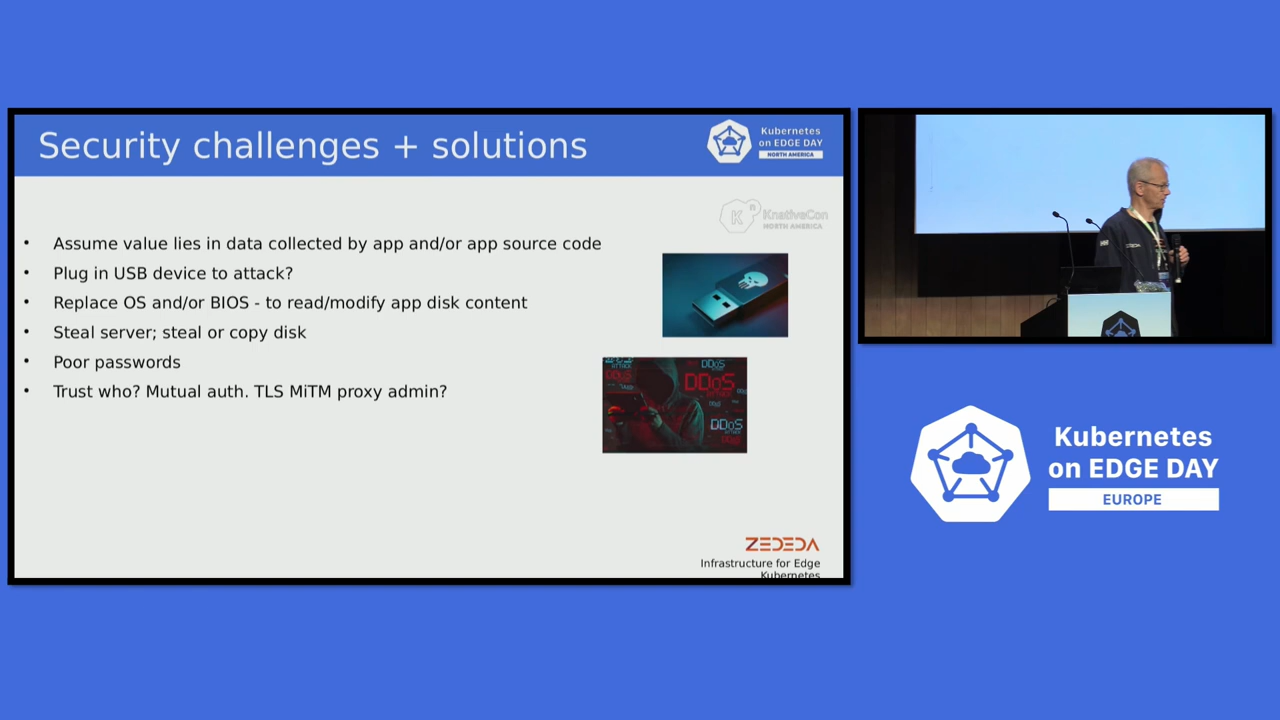 Security challenges + solutions
Kubernetes
on EDGE DAY
NORTH AMERICA
KnativeCon
NORTH AMERICA
• Assume value lies in data collected by app and/or app source code
• Plug in USB device to attack?
• Replace OS and/or BIOS - to read/modify app disk content
• Steal server; steal or copy disk
• Poor passwords
• Trust who? Mutual auth. TLS MiTM proxy admin?
DDoS
ATTACK
DDoS
DDoS
ZEDEDA
Infrastructure for Edge
Kubernetes
Kubernetes
on EDGE DAY
EUROPE